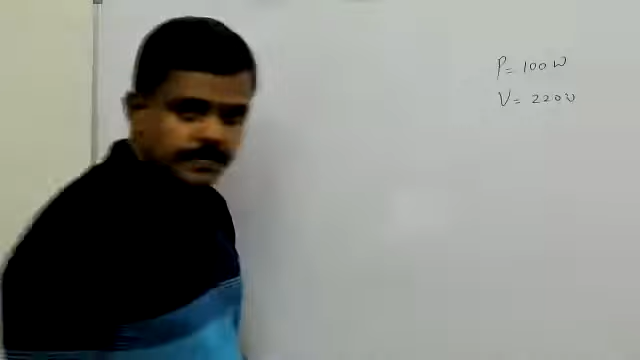 P = 100 W
V = 220 V